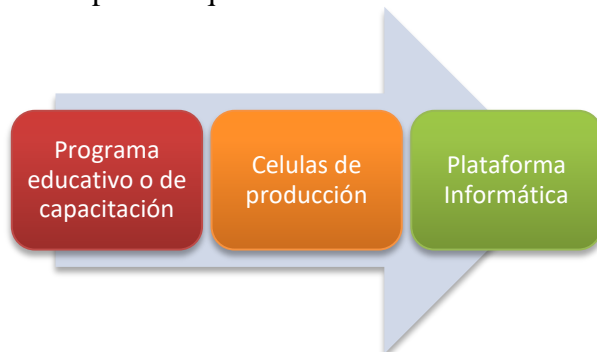 Programa
educativo o de
capacitación
Celulas de
producción
Plataforma
Informática